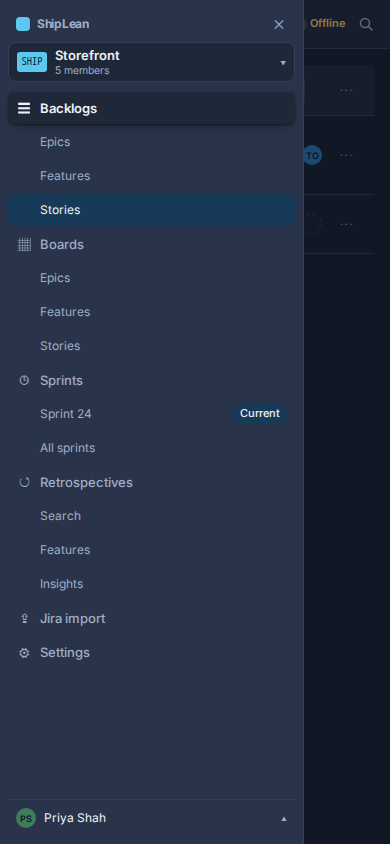 ShipLean
Offline
SHIP
Storefront
5 members
Backlogs
Epics
Features
TO
Stories
Boards
Epics
Features
Stories
Sprints
Sprint 24
Current
All sprints
Retrospectives
Search
Features
Insights
Jira import
Settings
PS
Priya Shah